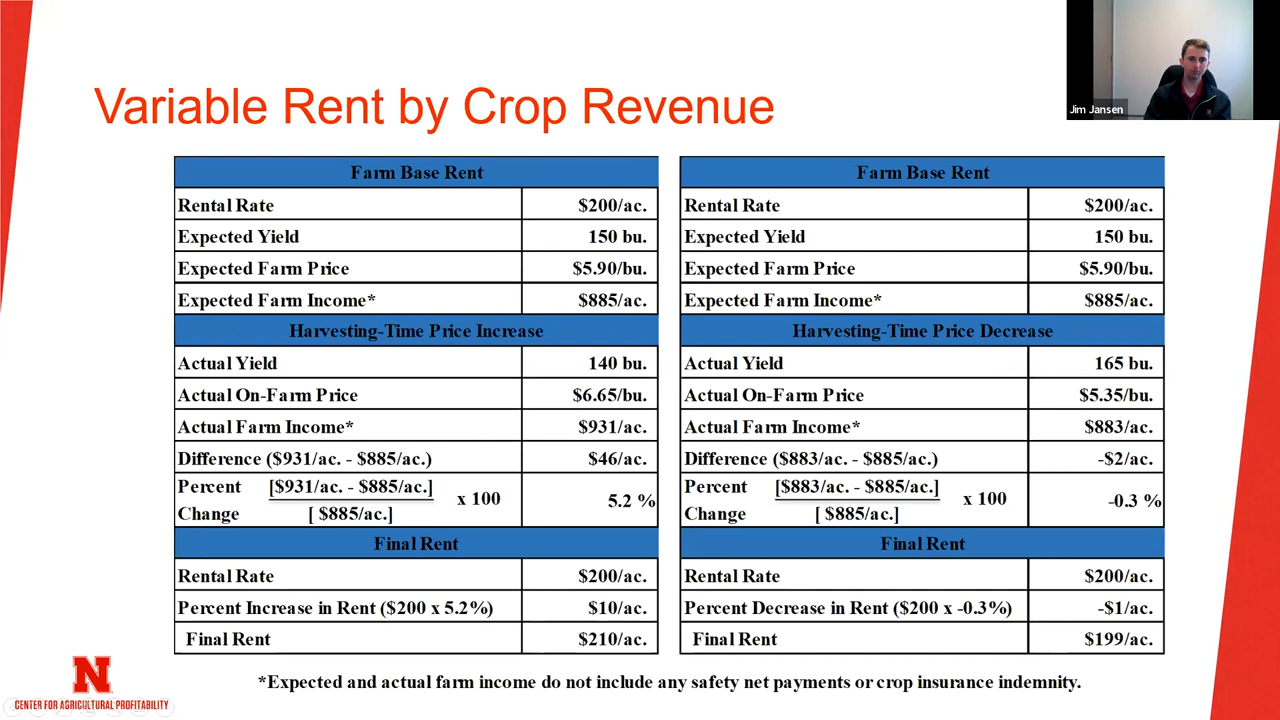 Jim Jansen
Variable Rent by Crop Revenue
Farm Base Rent
Rental Rate $200/ac.
Expected Yield 150 bu.
Expected Farm Price $5.90/bu.
Expected Farm Income* $885/ac.
Harvesting-Time Price Increase
Actual Yield 140 bu.
Actual On-Farm Price $6.65/bu.
Actual Farm Income* $931/ac.
Difference ($931/ac. - $885/ac.) $46/ac.
Percent Change [$931/ac. - $885/ac.] / [ $885/ac.] x 100 5.2 %
Final Rent
Rental Rate $200/ac.
Percent Increase in Rent ($200 x 5.2%) $10/ac.
Final Rent $210/ac.
Farm Base Rent
Rental Rate $200/ac.
Expected Yield 150 bu.
Expected Farm Price $5.90/bu.
Expected Farm Income* $885/ac.
Harvesting-Time Price Decrease
Actual Yield 165 bu.
Actual On-Farm Price $5.35/bu.
Actual Farm Income* $883/ac.
Difference ($883/ac. - $885/ac.) -$2/ac.
Percent Change [$883/ac. - $885/ac.] / [ $885/ac.] x 100 -0.3 %
Final Rent
Rental Rate $200/ac.
Percent Decrease in Rent ($200 x -0.3%) -$1/ac.
Final Rent $199/ac.
*Expected and actual farm income do not include any safety net payments or crop insurance indemnity.
N
CENTER FOR AGRICULTURAL PROFITABILITY